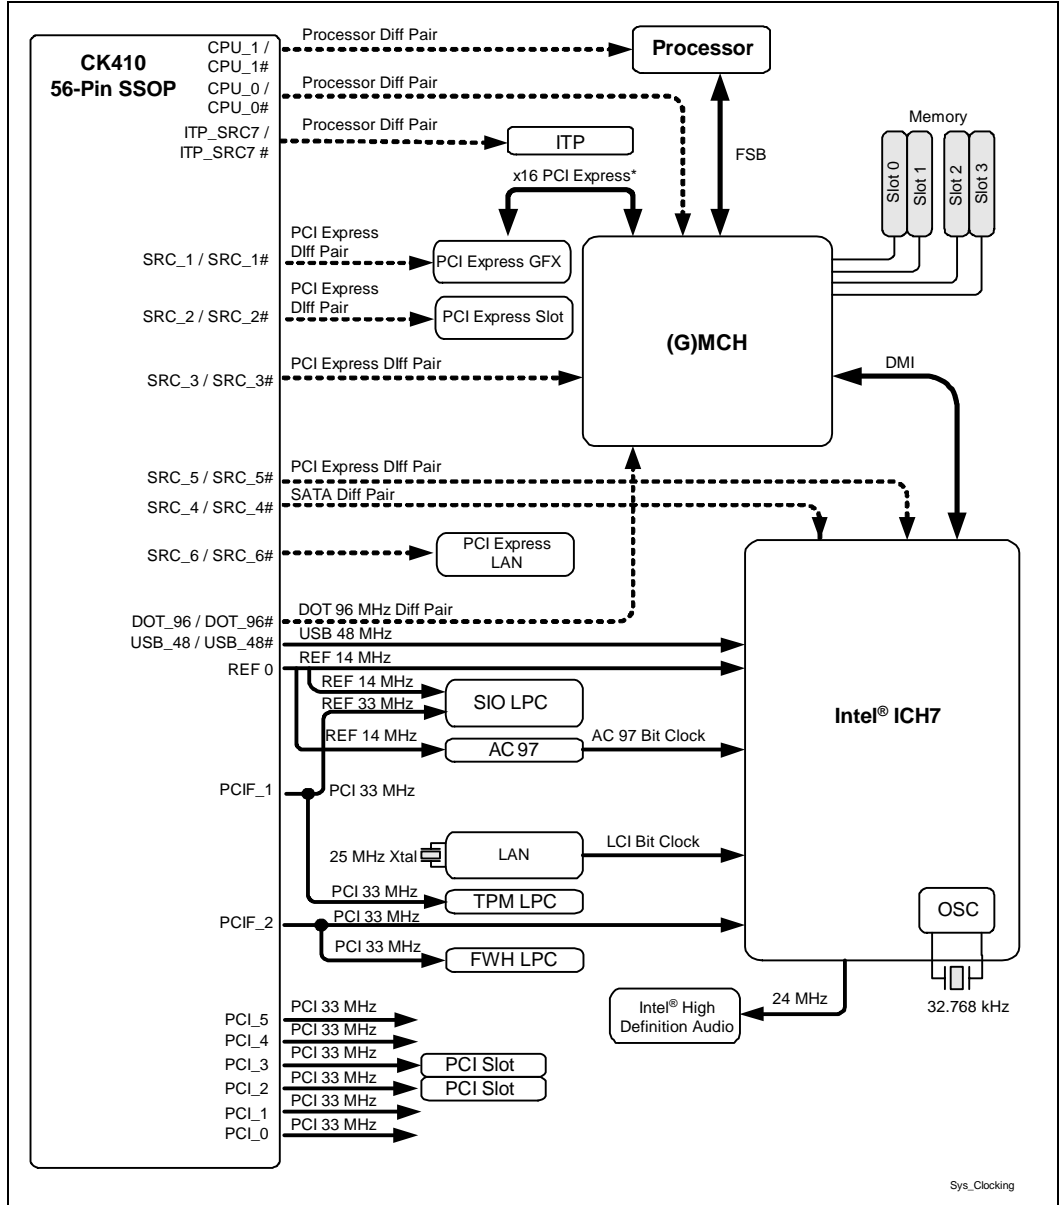 CK410
56-Pin SSOP
CPU_1 /
CPU_1#
Processor Diff Pair
Processor
CPU_0 /
CPU_0#
Processor Diff Pair
ITP_SRC7 /
ITP_SRC7 #
Processor Diff Pair
ITP
FSB
Memory
Slot 0
Slot 1
Slot 2
Slot 3
x16 PCI Express*
SRC_1 / SRC_1#
PCI Express
DIff Pair
PCI Express GFX
SRC_2 / SRC_2#
PCI Express
DIff Pair
PCI Express Slot
(G)MCH
SRC_3 / SRC_3#
PCI Express DIff Pair
DMI
SRC_5 / SRC_5#
PCI Express DIff Pair
SRC_4 / SRC_4#
SATA Diff Pair
SRC_6 / SRC_6#
PCI Express
LAN
DOT_96 / DOT_96#
DOT 96 MHz Diff Pair
USB_48 / USB_48#
USB 48 MHz
REF 0
REF 14 MHz
REF 14 MHz
REF 33 MHz
SIO LPC
Intel® ICH7
REF 14 MHz
AC 97
AC 97 Bit Clock
PCIF_1
PCI 33 MHz
25 MHz Xtal
LAN
LCI Bit Clock
PCI 33 MHz
TPM LPC
OSC
PCIF_2
PCI 33 MHz
PCI 33 MHz
FWH LPC
32.768 kHz
Intel® High
Definition Audio
24 MHz
PCI_5
PCI 33 MHz
PCI_4
PCI 33 MHz
PCI_3
PCI 33 MHz
PCI Slot
PCI_2
PCI 33 MHz
PCI Slot
PCI_1
PCI 33 MHz
PCI_0
PCI 33 MHz
Sys_Clocking